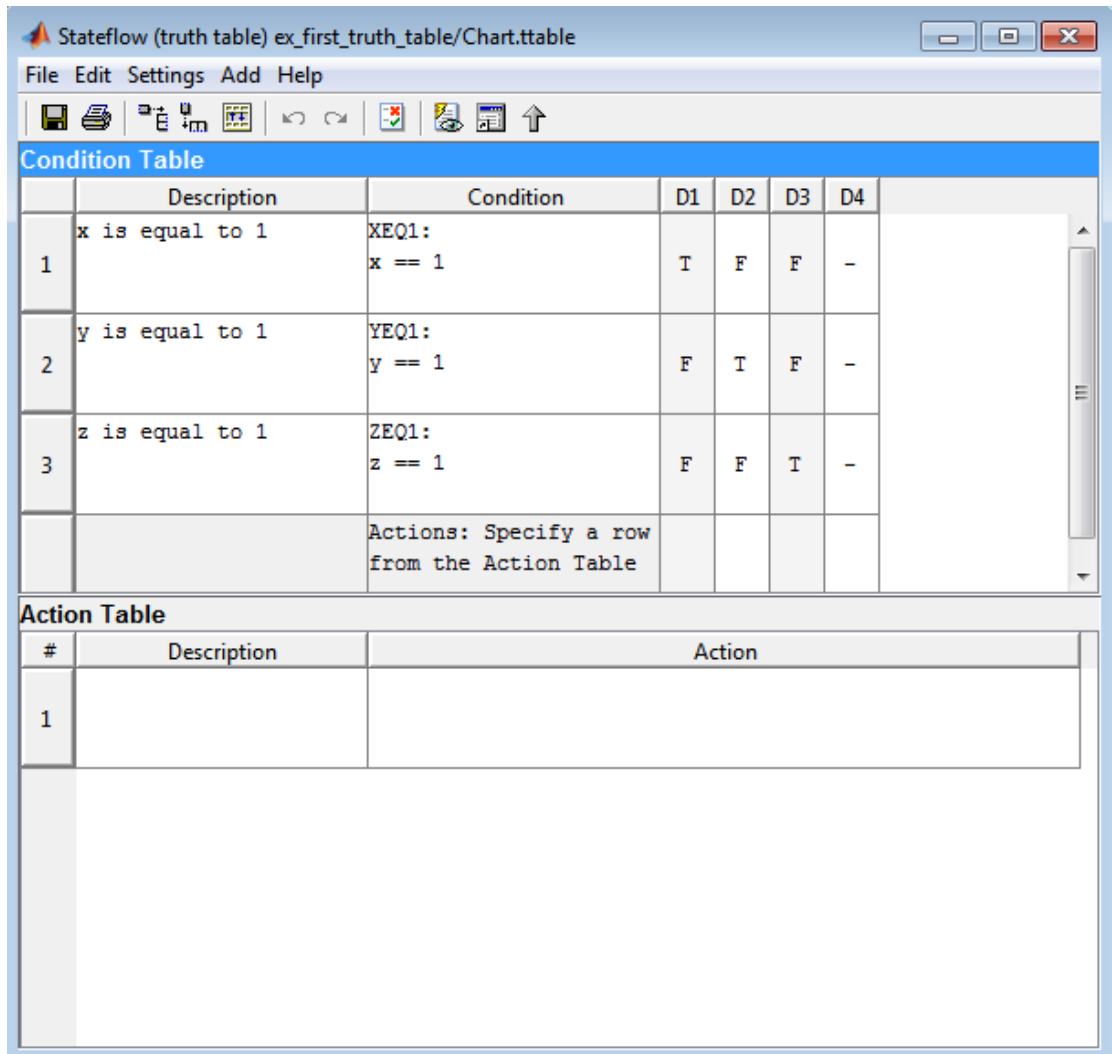 Stateflow (truth table) ex_first_truth_table/Chart.ttable
File Edit Settings Add Help
Condition Table
Description Condition D1 D2 D3 D4
x is equal to 1 XEQ1:
1 x == 1 T F F -
y is equal to 1 YEQ1:
2 y == 1 F T F -
z is equal to 1 ZEQ1:
3 z == 1 F F T -
Actions: Specify a row
from the Action Table
Action Table
# Description Action
1